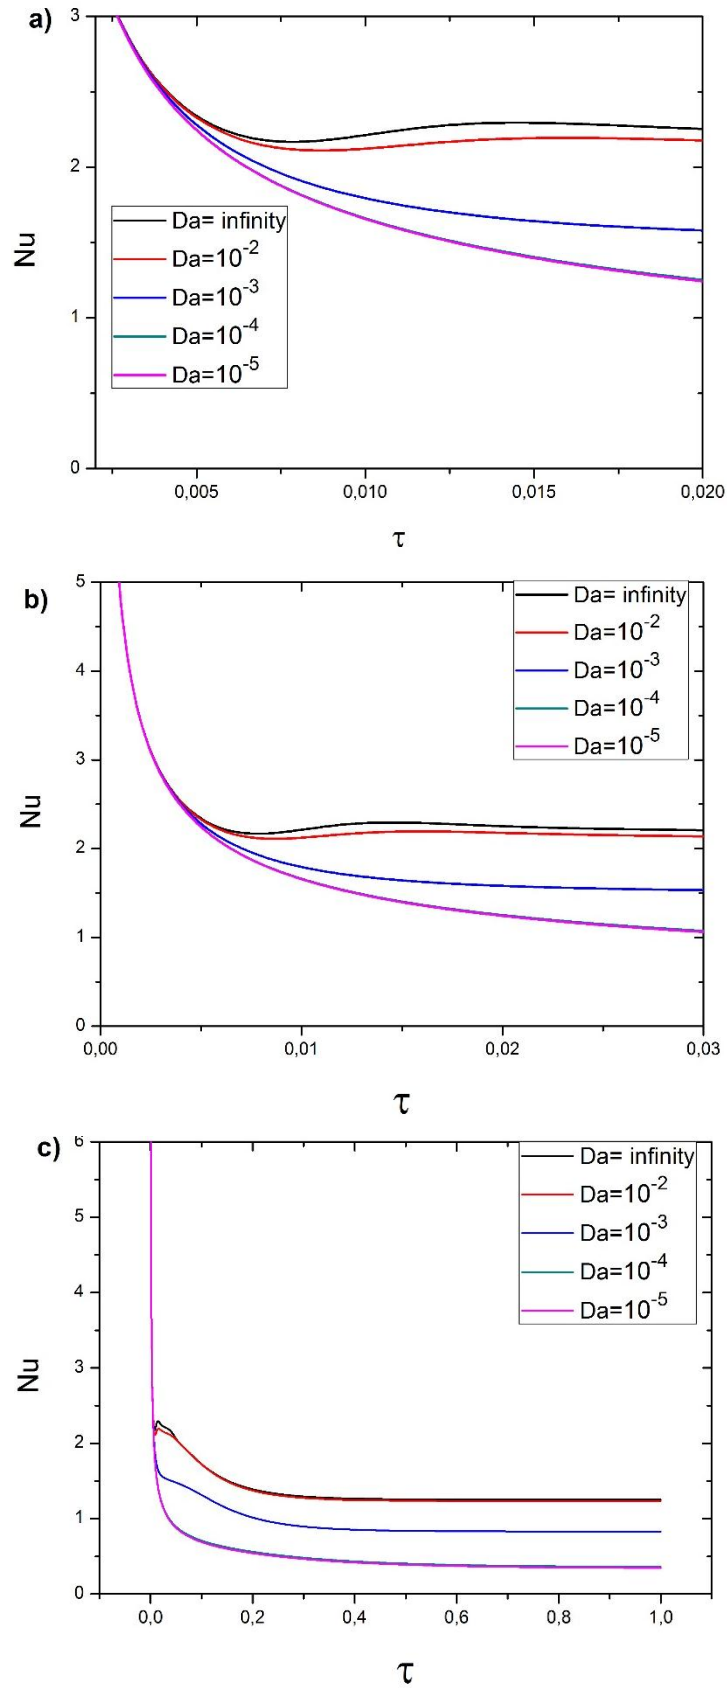 a)
3
2
1
0
Nu
Da= infinity
Da=10^-2
Da=10^-3
Da=10^-4
Da=10^-5
0,005 0,010 0,015 0,020
τ
b)
5
4
3
2
1
0
Nu
Da= infinity
Da=10^-2
Da=10^-3
Da=10^-4
Da=10^-5
0,00 0,01 0,02 0,03
τ
c)
6
5
4
3
2
1
0
Nu
Da= infinity
Da=10^-2
Da=10^-3
Da=10^-4
Da=10^-5
0,0 0,2 0,4 0,6 0,8 1,0
τ